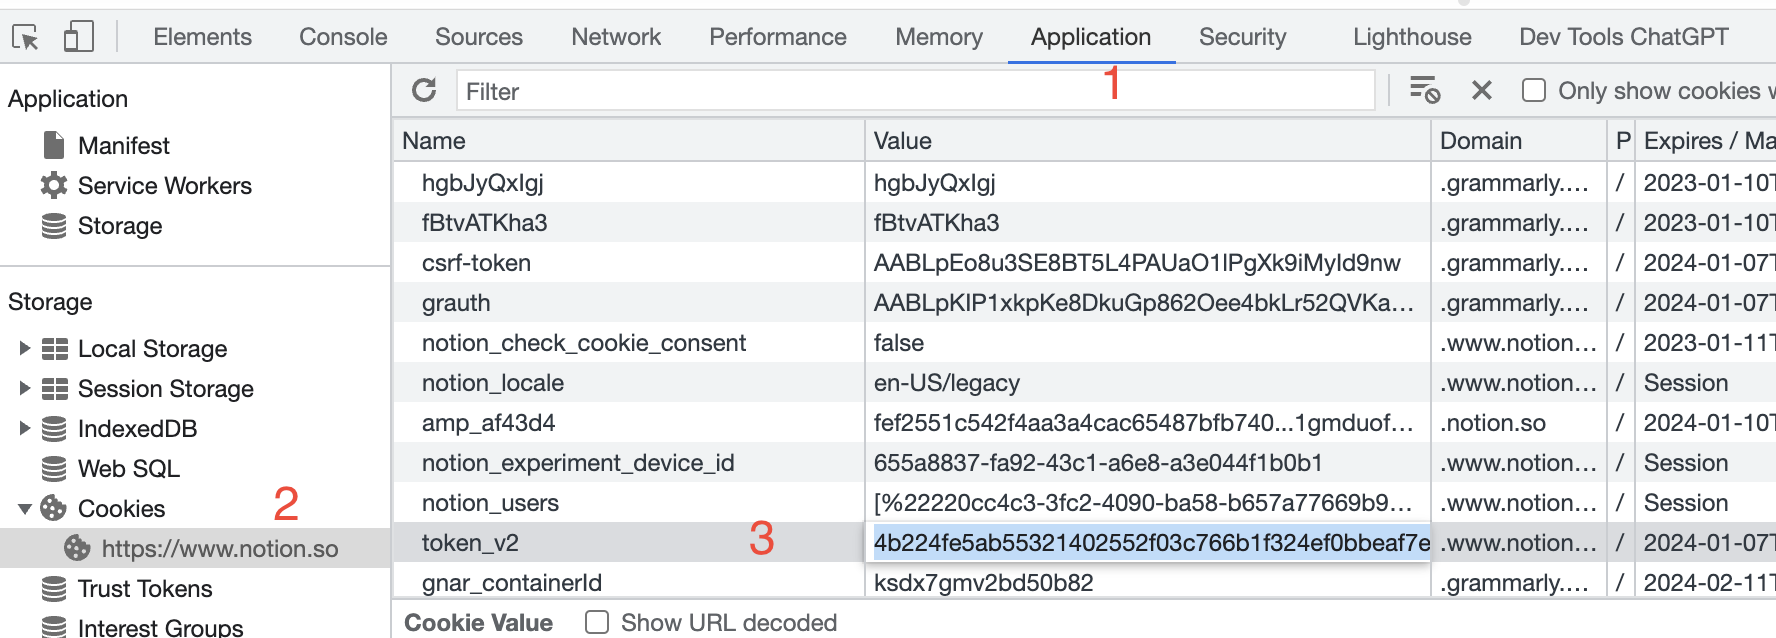 Elements Console Sources Network Performance Memory Application Security Lighthouse Dev Tools ChatGPT
1
Filter
Only show cookies w
Application
Manifest
Service Workers
Storage
Storage
Local Storage
Session Storage
IndexedDB
Web SQL
Cookies 2
https://www.notion.so
Trust Tokens
Interest Groups
Name Value Domain P Expires / Ma
hgbJyQxIgj hgbJyQxIgj .grammarly.... / 2023-01-10T
fBtvATKha3 fBtvATKha3 .grammarly.... / 2023-01-10T
csrf-token AABLpEo8u3SE8BT5L4PAUaO1lPgXk9iMyId9nw .grammarly.... / 2024-01-07T
grauth AABLpKIP1xkpKe8DkuGp862Oee4bkLr52QVKa... .grammarly.... / 2024-01-07T
notion_check_cookie_consent false .www.notion... / 2023-01-11T
notion_locale en-US/legacy .www.notion... / Session
amp_af43d4 fef2551c542f4aa3a4cac65487bfb740...1gmduof... .notion.so / 2024-01-10T
notion_experiment_device_id 655a8837-fa92-43c1-a6e8-a3e044f1b0b1 .www.notion... / Session
notion_users [%22220cc4c3-3fc2-4090-ba58-b657a77669b9... .www.notion... / Session
token_v2 3 4b224fe5ab55321402552f03c766b1f324ef0bbeaf7e .www.notion... / 2024-01-07T
gnar_containerId ksdx7gmv2bd50b82 .grammarly.... / 2024-02-11T
Cookie Value Show URL decoded